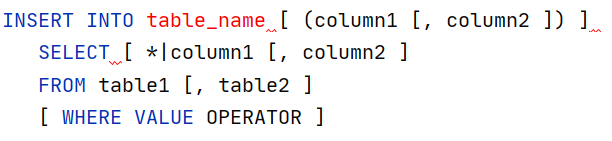 INSERT INTO table_name [ (column1 [, column2 ]) ]
SELECT [ *|column1 [, column2 ]
FROM table1 [, table2 ]
[ WHERE VALUE OPERATOR ]